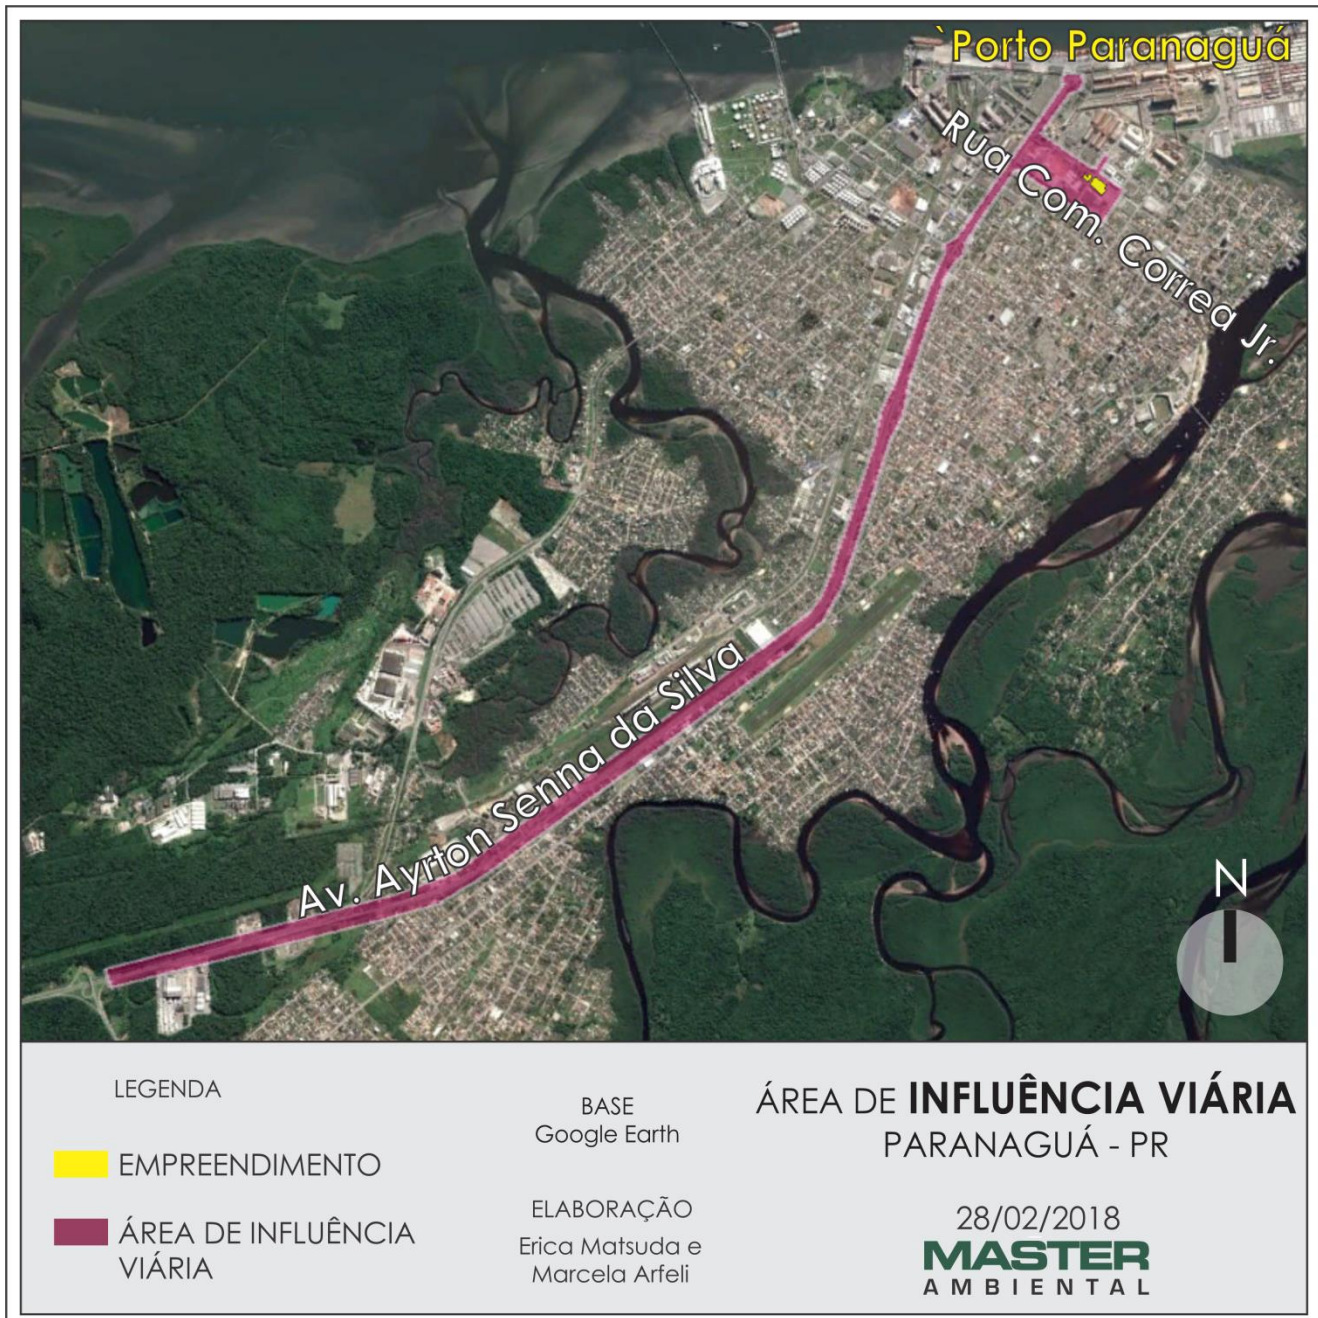 `Porto Paranaguá
Rua Com. Correa Jr.
Av. Ayrton Senna da Silva
N
LEGENDA
EMPREENDIMENTO
ÁREA DE INFLUÊNCIA
VIÁRIA
BASE
Google Earth
ELABORAÇÃO
Erica Matsuda e
Marcela Arfeli
ÁREA DE INFLUÊNCIA VIÁRIA
PARANAGUÁ - PR
28/02/2018
MASTER
AMBIENTAL